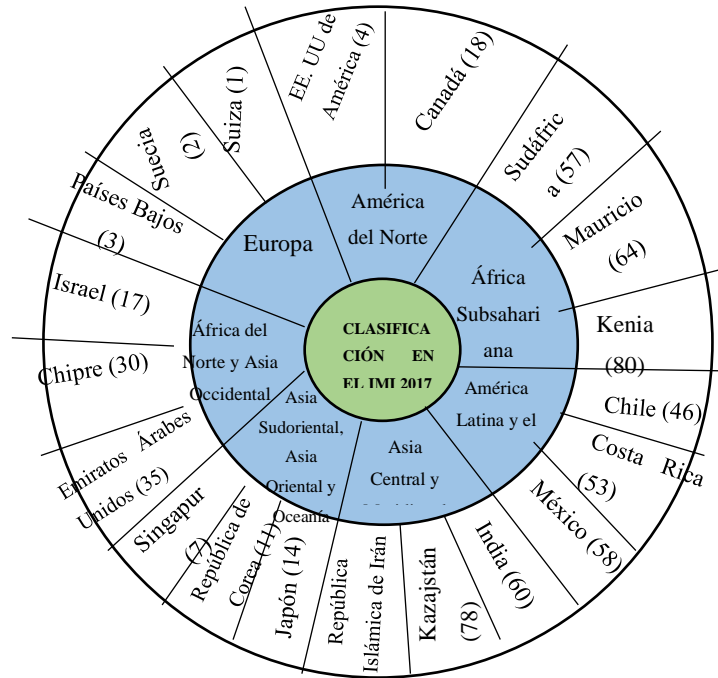 CLASIFICA
CIÓN EN
EL IMI 2017
América
del Norte
EE. UU de
América (4)
Canadá (18)
África
Subsahari
ana
Sudáfric
a (57)
Mauricio
(64)
Kenia
(80)
América
Latina y el
Chile (46)
Costa Rica
(53)
México (58)
Asia
Central y
India (60)
Kazajstán
(78)
República
Islámica de Irán
Asia
Sudoriental,
Asia
Oriental y
Oceanía
Japón (14)
República de
Corea (11)
Singapur
(7)
África del
Norte y Asia
Occidental
Emiratos Árabes
Unidos (35)
Chipre (30)
Israel (17)
Europa
Países Bajos
(3)
Suecia
(2)
Suiza (1)